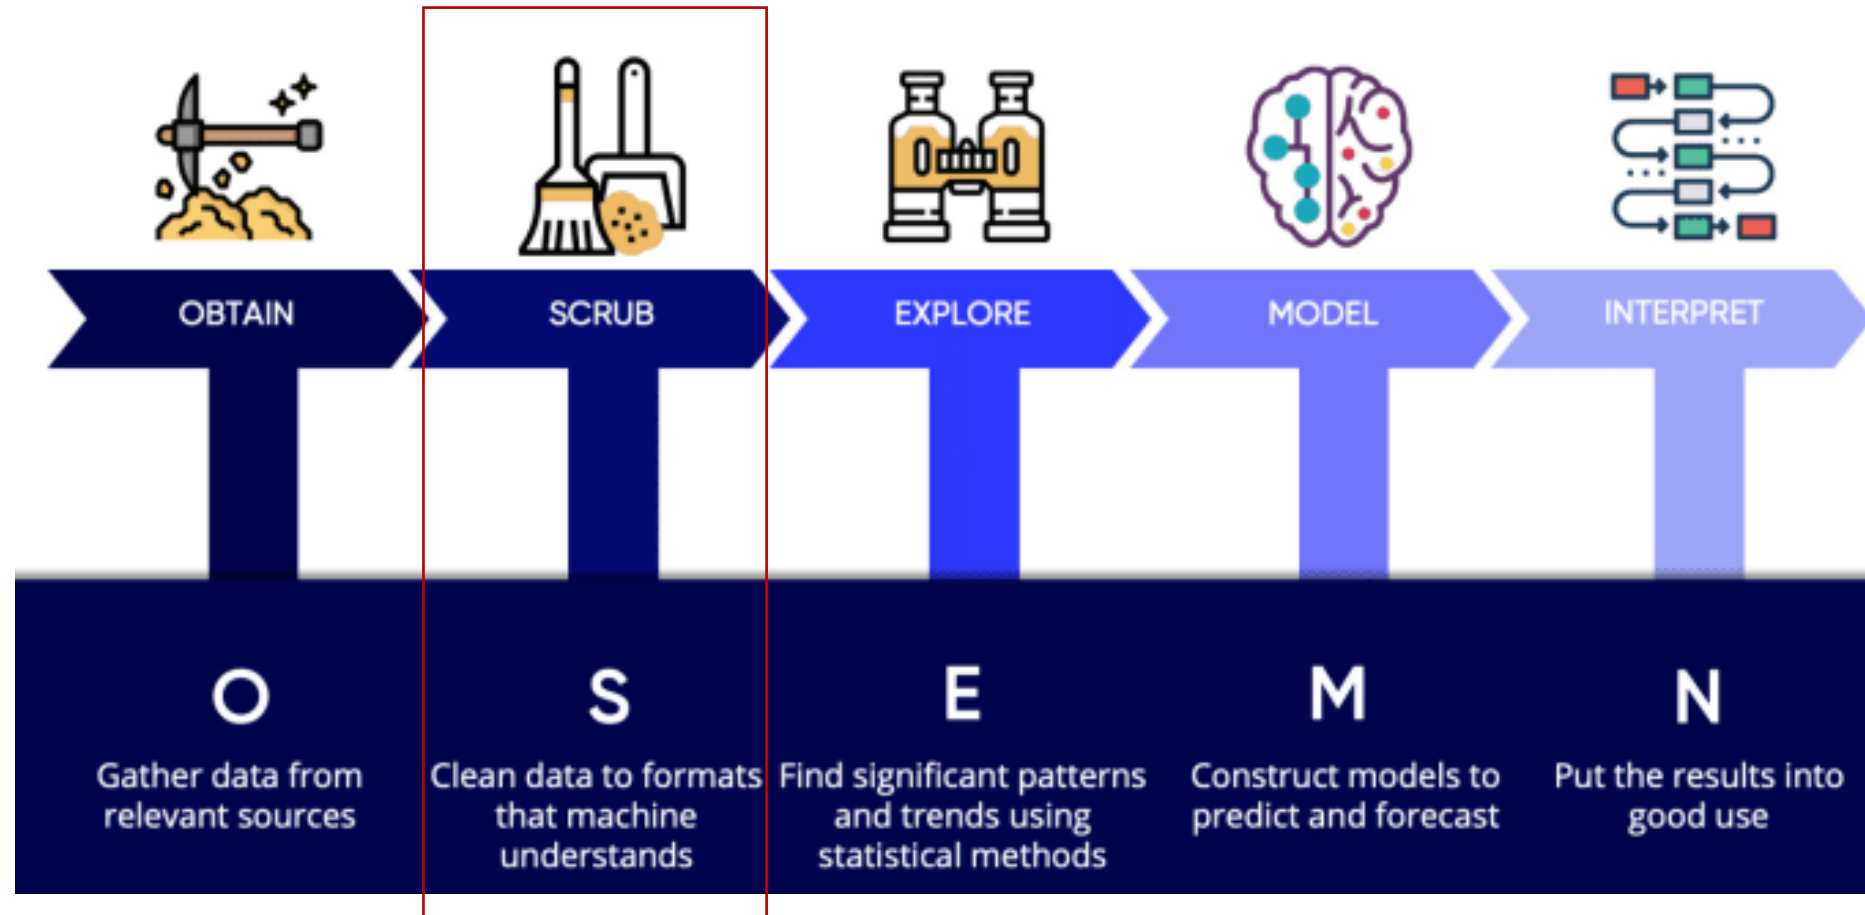 OBTAIN
SCRUB
EXPLORE
MODEL
INTERPRET
O
Gather data from
relevant sources
S
Clean data to formats
that machine
understands
E
Find significant patterns
and trends using
statistical methods
M
Construct models to
predict and forecast
N
Put the results into
good use